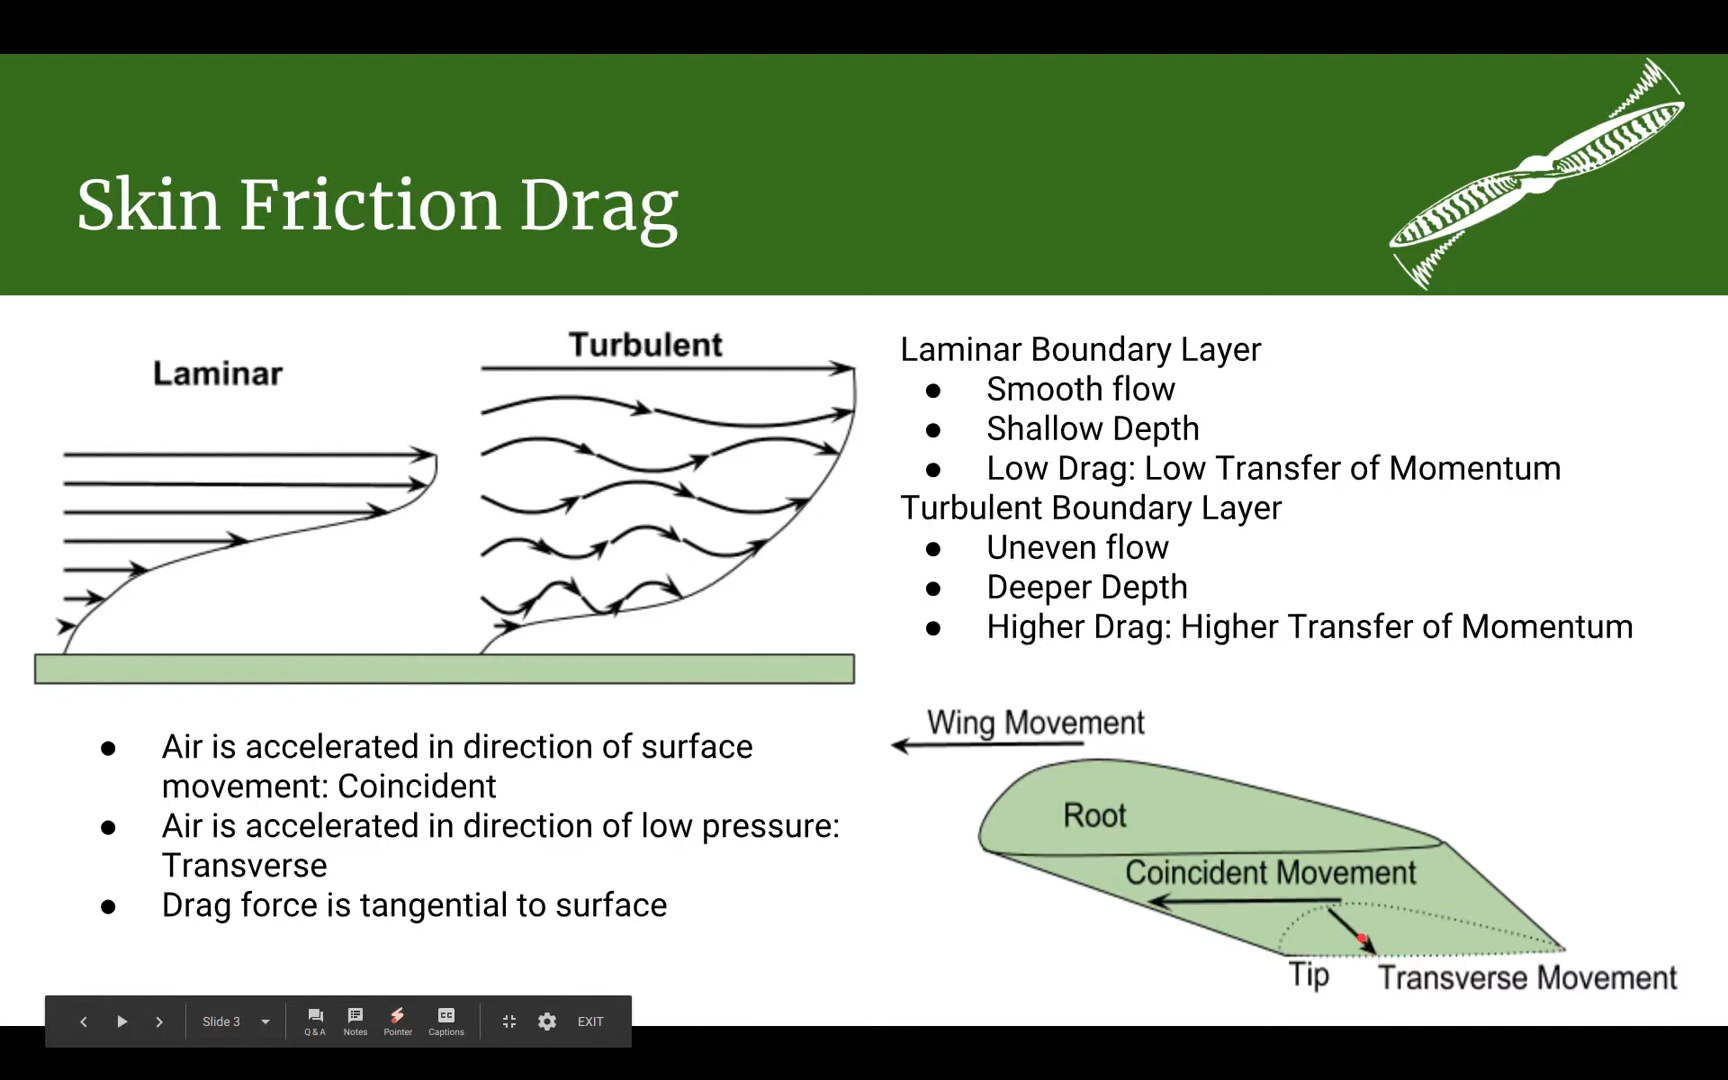 Skin Friction Drag
Laminar
Turbulent
Laminar Boundary Layer
● Smooth flow
● Shallow Depth
● Low Drag: Low Transfer of Momentum
Turbulent Boundary Layer
● Uneven flow
● Deeper Depth
● Higher Drag: Higher Transfer of Momentum
● Air is accelerated in direction of surface
movement: Coincident
● Air is accelerated in direction of low pressure:
Transverse
● Drag force is tangential to surface
Wing Movement
Root
Coincident Movement
Tip
Transverse Movement
Slide 3
Q & A
Notes
Pointer
CC
Captions
EXIT